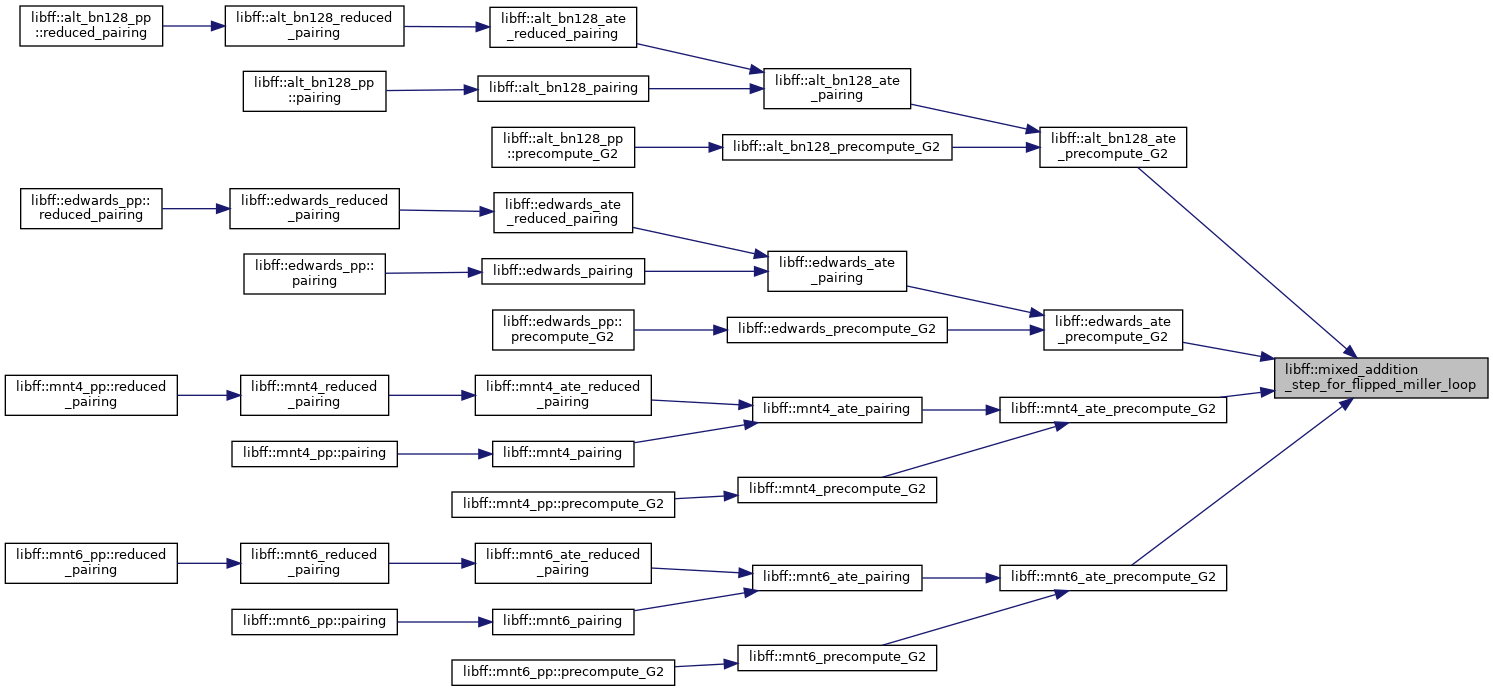 libff::alt_bn128_pp
::reduced_pairing
libff::alt_bn128_reduced
_pairing
libff::alt_bn128_ate
_reduced_pairing
libff::alt_bn128_pp
::pairing
libff::alt_bn128_pairing
libff::alt_bn128_ate
_pairing
libff::alt_bn128_pp
::precompute_G2
libff::alt_bn128_precompute_G2
libff::alt_bn128_ate
_precompute_G2
libff::edwards_pp::
reduced_pairing
libff::edwards_reduced
_pairing
libff::edwards_ate
_reduced_pairing
libff::edwards_pp::
pairing
libff::edwards_pairing
libff::edwards_ate
_pairing
libff::edwards_pp::
precompute_G2
libff::edwards_precompute_G2
libff::edwards_ate
_precompute_G2
libff::mixed_addition
_step_for_flipped_miller_loop
libff::mnt4_pp::reduced
_pairing
libff::mnt4_reduced
_pairing
libff::mnt4_ate_reduced
_pairing
libff::mnt4_ate_pairing
libff::mnt4_ate_precompute_G2
libff::mnt4_pp::pairing
libff::mnt4_pairing
libff::mnt4_pp::precompute_G2
libff::mnt4_precompute_G2
libff::mnt6_pp::reduced
_pairing
libff::mnt6_reduced
_pairing
libff::mnt6_ate_reduced
_pairing
libff::mnt6_ate_pairing
libff::mnt6_ate_precompute_G2
libff::mnt6_pp::pairing
libff::mnt6_pairing
libff::mnt6_pp::precompute_G2
libff::mnt6_precompute_G2